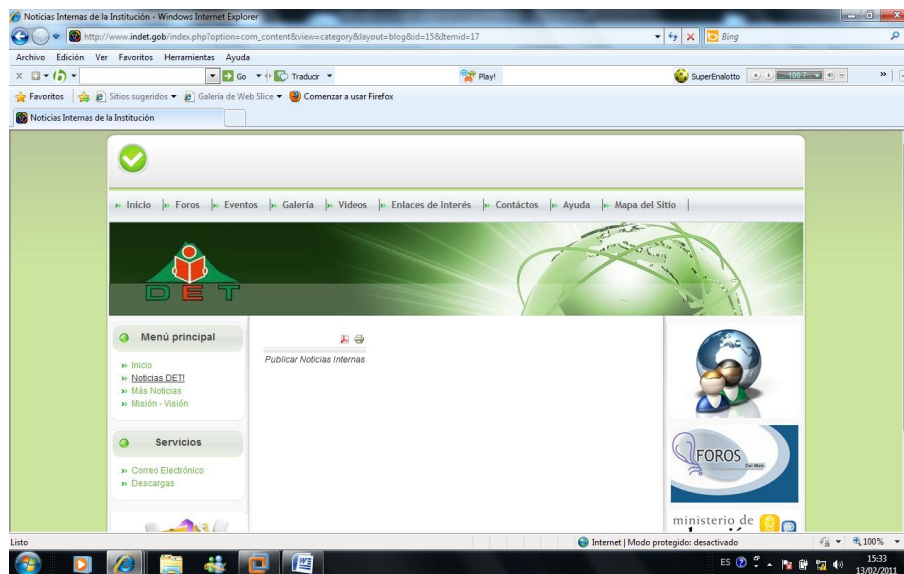 Noticias Internas de la Institución - Windows Internet Explorer
http://www.indet.gob/index.php?option=com_content&view=category&layout=blog&id=15&Itemid=17
Bing
Archivo Edición Ver Favoritos Herramientas Ayuda
Go Traducir Play! SuperEnalotto 100.7
Favoritos Sitios sugeridos Galería de Web Slice Comenzar a usar Firefox
Noticias Internas de la Institución
Inicio Foros Eventos Galería Videos Enlaces de Interés Contáctos Ayuda Mapa del Sitio
DET
Menú principal
Inicio
Noticias DET!
Más Noticias
Misión - Visión
Publicar Noticias Internas
Servicios
Correo Electrónico
Descargas
FOROS
Del Web
ministerio de
Listo
Internet | Modo protegido: desactivado
100%
ES
15:33
13/02/2011